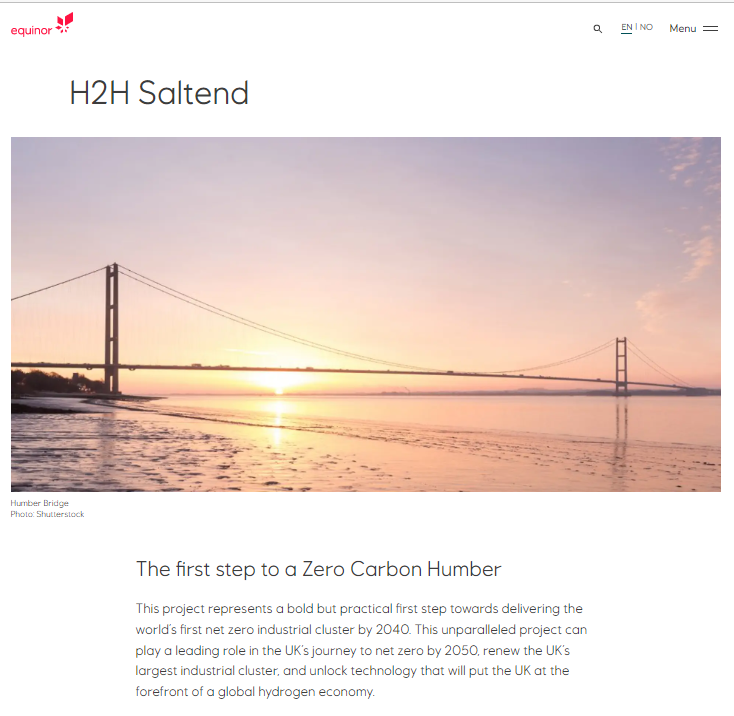 equinor
EN | NO
Menu
H2H Saltend
Humber Bridge
Photo: Shutterstock
The first step to a Zero Carbon Humber
This project represents a bold but practical first step towards delivering the
world's first net zero industrial cluster by 2040. This unparalleled project can
play a leading role in the UK's journey to net zero by 2050, renew the UK's
largest industrial cluster, and unlock technology that will put the UK at the
forefront of a global hydrogen economy.